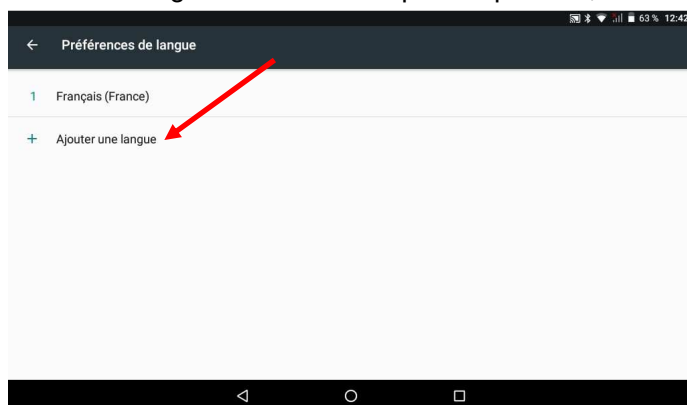 63 % 12:42
Préférences de langue
1 Français (France)
+ Ajouter une langue